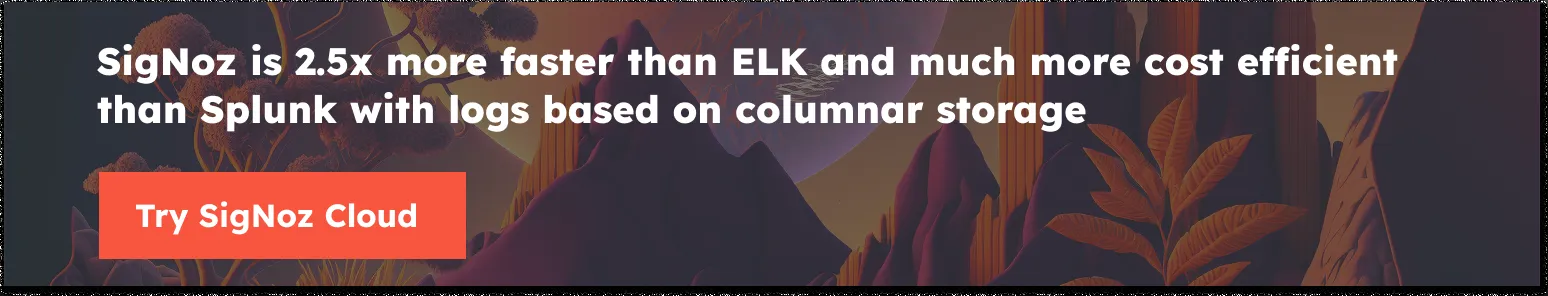 SigNoz is 2.5x more faster than ELK and much more cost efficient
than Splunk with logs based on columnar storage
Try SigNoz Cloud